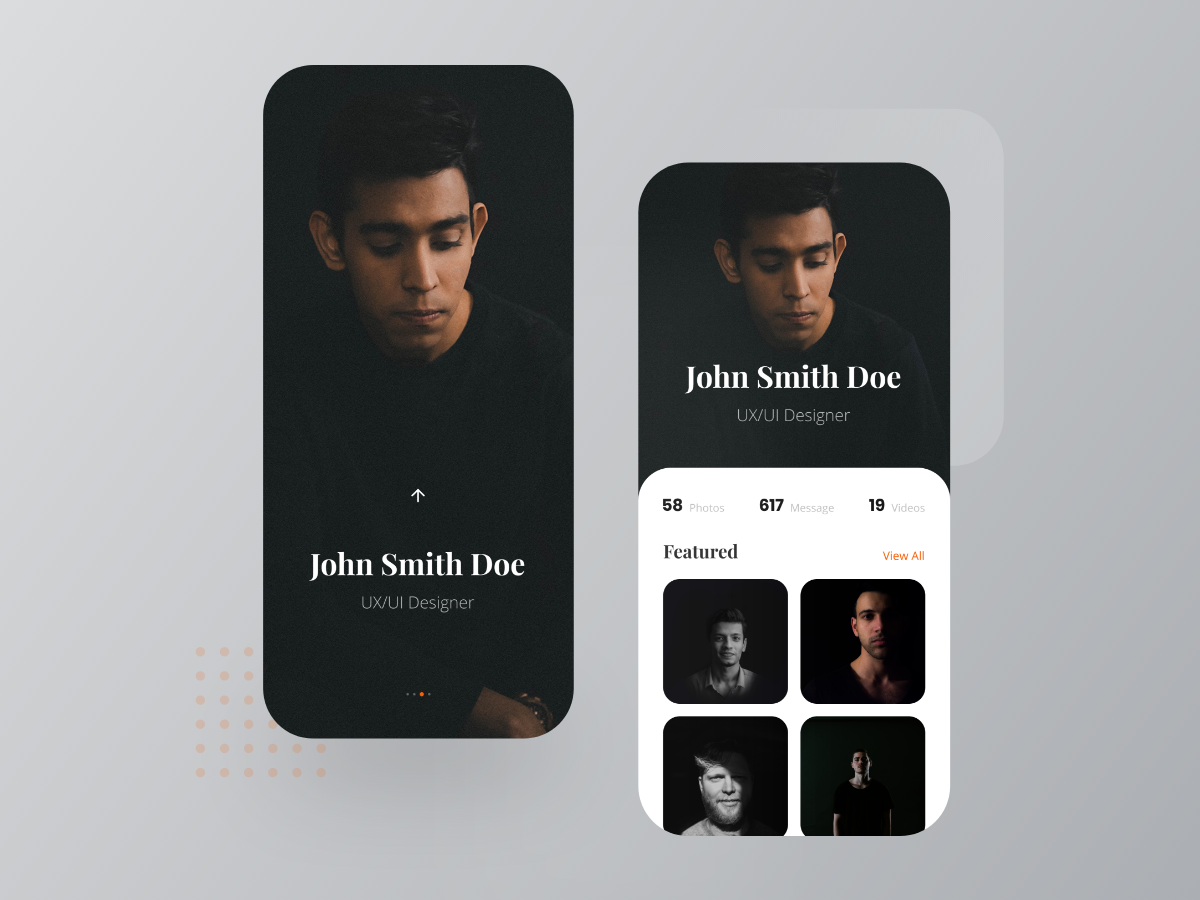 John Smith Doe
UX/UI Designer
John Smith Doe
UX/UI Designer
58 Photos 617 Message 19 Videos
Featured View All